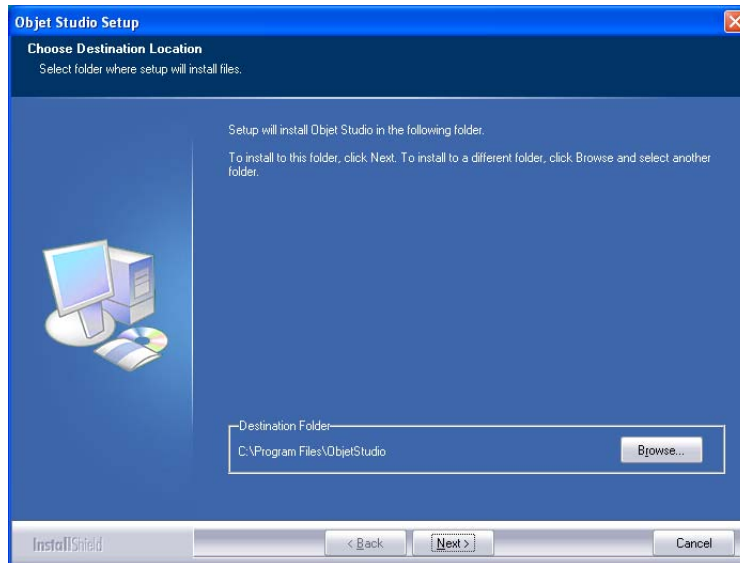 Objet Studio Setup
Choose Destination Location
Select folder where setup will install files.
Setup will install Objet Studio in the following folder.
To install to this folder, click Next. To install to a different folder, click Browse and select another
folder.
Destination Folder
C:\Program Files\ObjetStudio
Browse...
InstallShield
< Back
Next >
Cancel